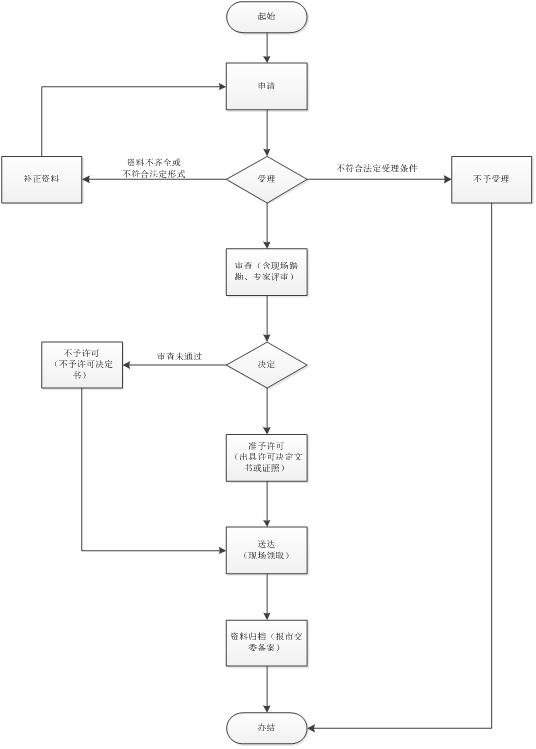 起始
申请
资料不齐全或
不符合法定形式
不符合法定受理条件
补正资料
受理
不予受理
审查（含现场踏
勘、专家评审）
不予许可
（不予许可决定
书）
审查未通过
决定
准予许可
（出具许可决定文
书或证照）
送达
（现场领取）
资料归档（报市交
委备案）
办结